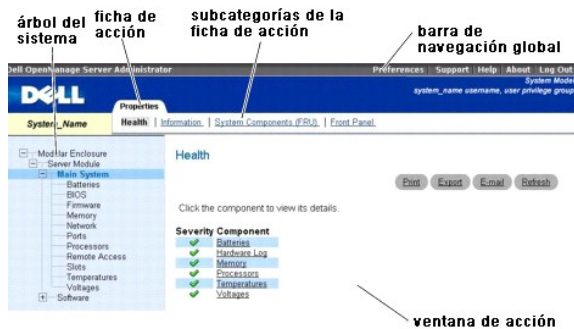 árbol del sistema
ficha de acción
subcategorías de la ficha de acción
barra de navegación global
Dell OpenManage Server Administrator
Preferences | Support | Help | About | Log Out
DELL
System Model
system_name username, user privilege group
Properties
System_Name
Health | Information | System Components (FRU) | Front Panel
Modular Enclosure
Server Module
Main System
Batteries
BIOS
Firmware
Memory
Network
Ports
Processors
Remote Access
Slots
Temperatures
Voltages
Software
Health
Print Export E-mail Refresh
Click the component to view its details.
Severity Component
Batteries
Hardware Log
Memory
Processors
Temperatures
Voltages
ventana de acción